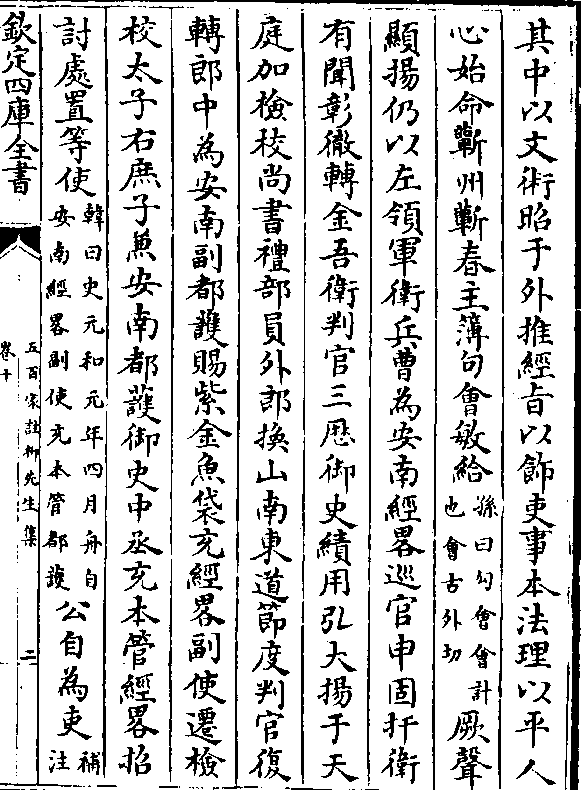 其中以文術昭于外推經旨以飾吏事本法理以平人
心始命蘄州蘄春主簿句會敏給孫曰勾會會計也會古外切厥聲
顯揚仍以左領軍衛兵曹為安南經畧巡官申固扞衛
有聞彰徹轉金吾衛判官三厯御史績用弘大揚于天
庭加檢校尚書禮部員外郎換山南東道節度判官復
轉郎中為安南副都護賜紫金魚袋充經畧副使遷檢
校太子右庶子兼安南都護御史中丞充本管經畧招
討處置等使韓曰史元和元年四月舟自安南經畧副使充本管都護公自為吏補注
欽定四庫全書
五百家註柳先生集
卷十
二